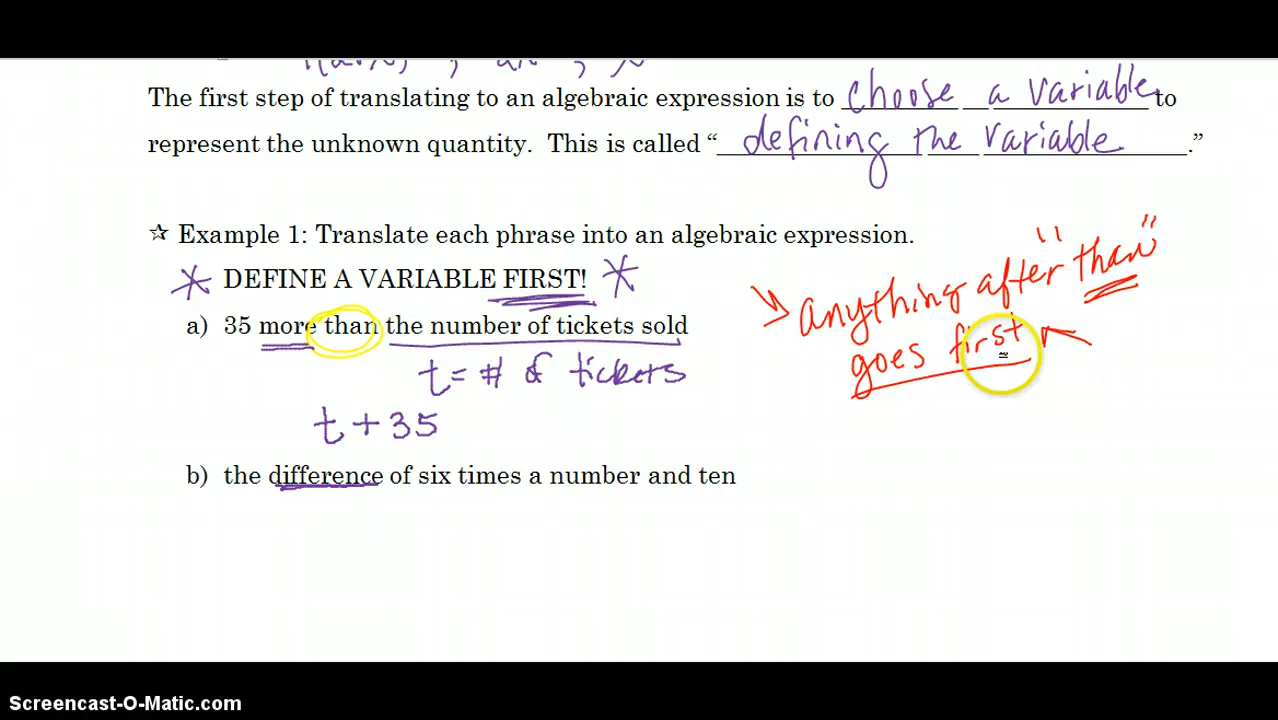 The first step of translating to an algebraic expression is to choose a variable to
represent the unknown quantity. This is called “ defining the variable .”
☆ Example 1: Translate each phrase into an algebraic expression.
* DEFINE A VARIABLE FIRST! *
anything after "than"
goes first
a) 35 more than the number of tickets sold
t = # of tickets
t + 35
b) the difference of six times a number and ten
Screencast-O-Matic.com